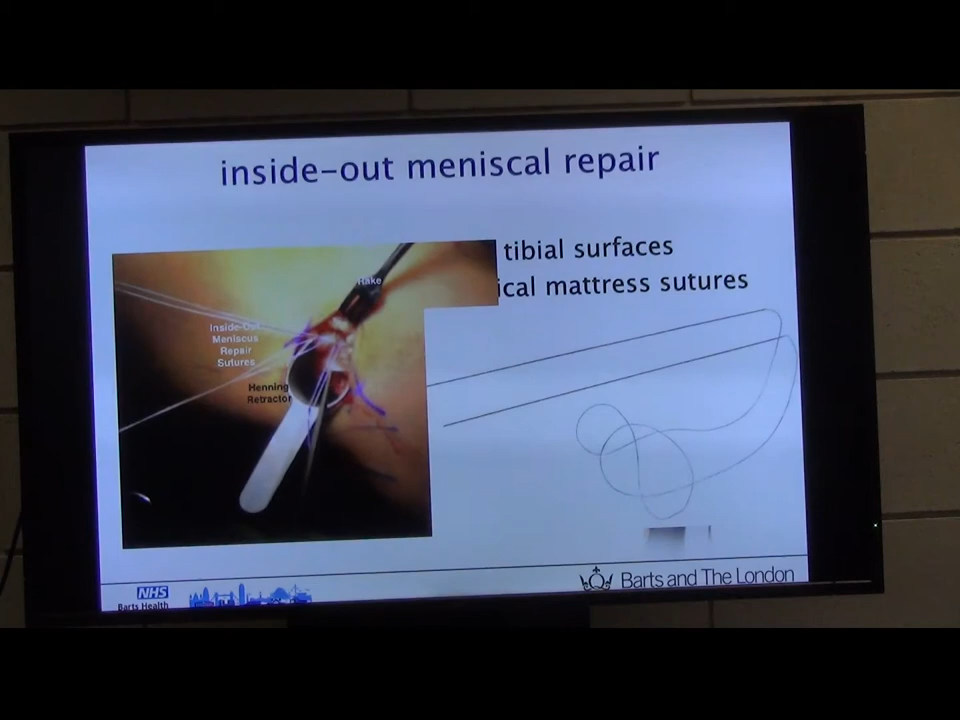 inside-out meniscal repair
tibial surfaces
ical mattress sutures
Rake
Inside-Out
Meniscus
Repair
Sutures
Henning
Retractor
NHS
Barts Health
Barts and The London